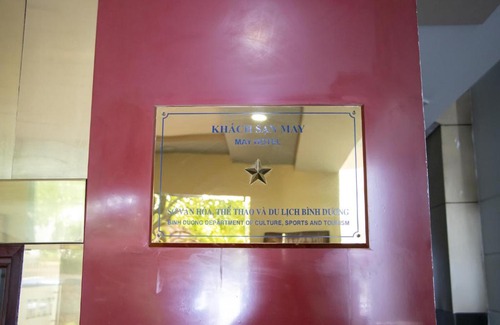 KHÁCH SẠN MAY
MAY HOTEL
SỞ VĂN HÓA, THỂ THAO VÀ DU LỊCH BÌNH DƯƠNG
BINH DUONG DEPARTMENT OF CULTURE, SPORTS AND TOURISM